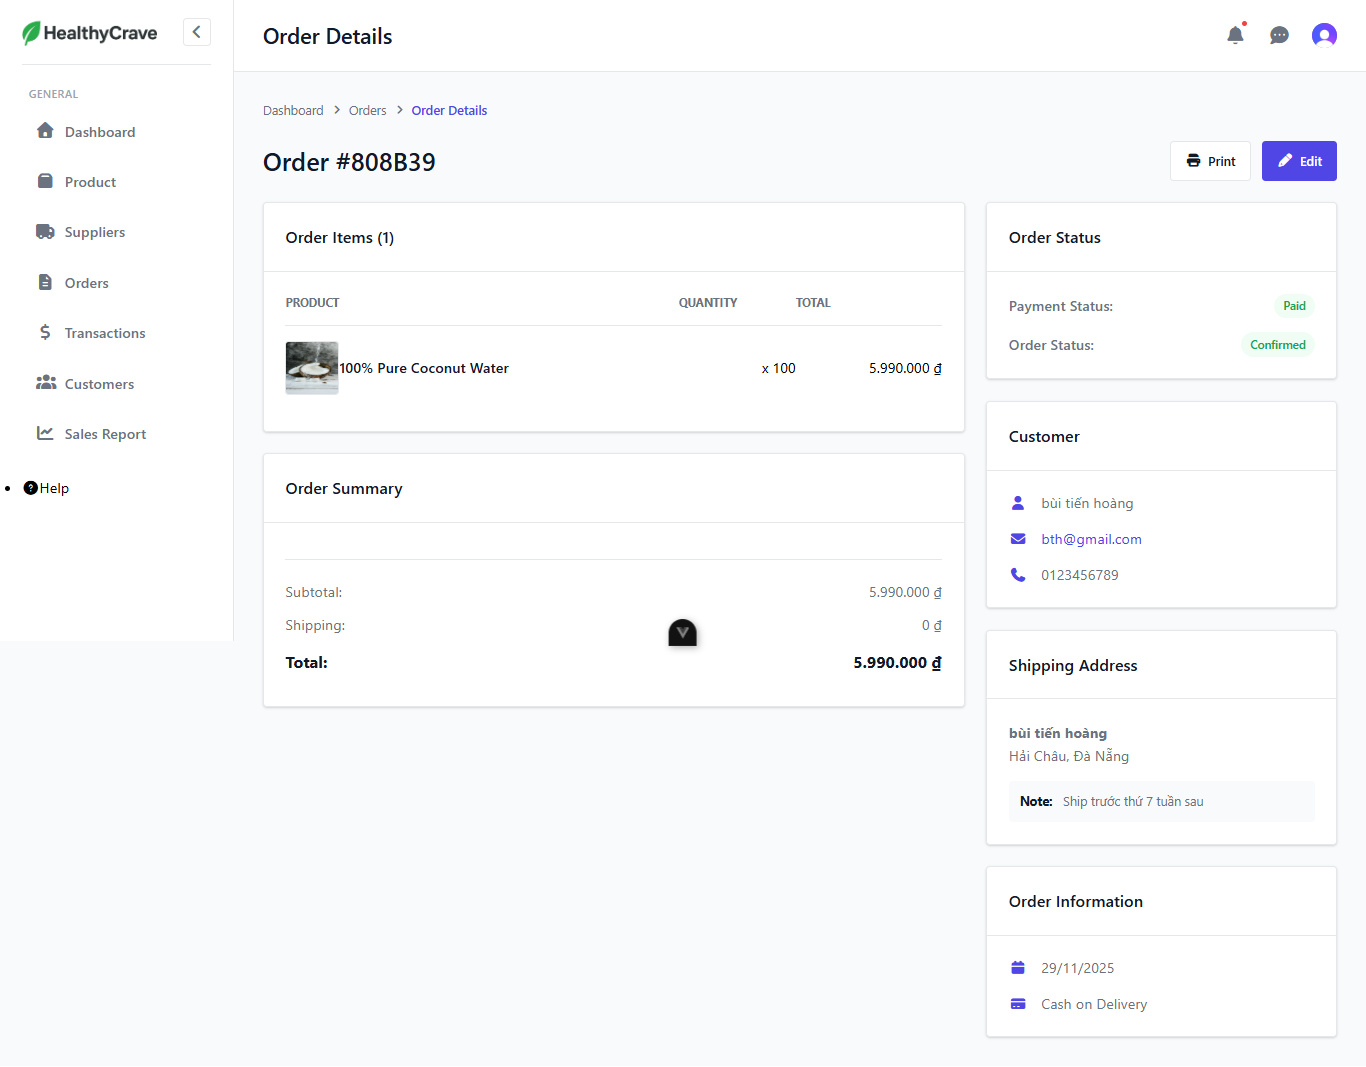 HealthyCrave
Order Details
GENERAL
Dashboard
Product
Suppliers
Orders
Transactions
Customers
Sales Report
Help
Dashboard > Orders > Order Details
Order #808B39
Print
Edit
Order Items (1)
PRODUCT QUANTITY TOTAL
100% Pure Coconut Water x 100 5.990.000 ₫
Order Summary
Subtotal: 5.990.000 ₫
Shipping: 0 ₫
Total: 5.990.000 ₫
Order Status
Payment Status: Paid
Order Status: Confirmed
Customer
bùi tiến hoàng
bth@gmail.com
0123456789
Shipping Address
bùi tiến hoàng
Hải Châu, Đà Nẵng
Note: Ship trước thứ 7 tuần sau
Order Information
29/11/2025
Cash on Delivery